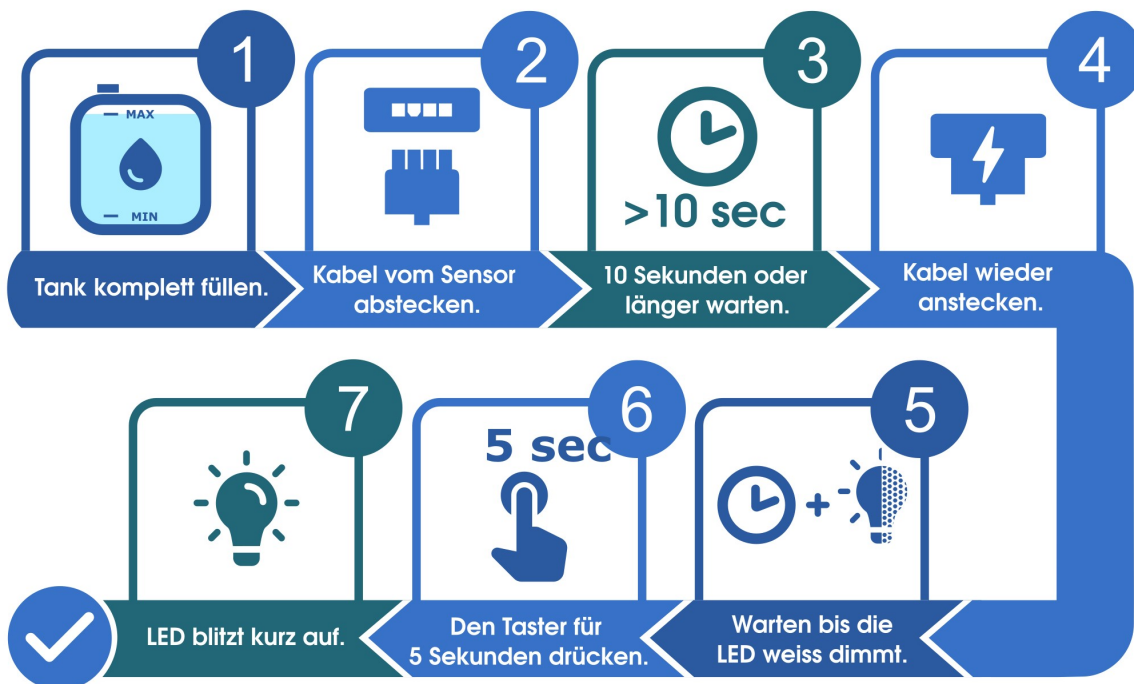 1
MAX
MIN
Tank komplett füllen.
2
Kabel vom Sensor
abstecken.
3
>10 sec
10 Sekunden oder
länger warten.
4
Kabel wieder
anstecken.
5
+
Warten bis die
LED weiss dimmt.
6
5 sec
Den Taster für
5 Sekunden drücken.
7
LED blitzt kurz auf.